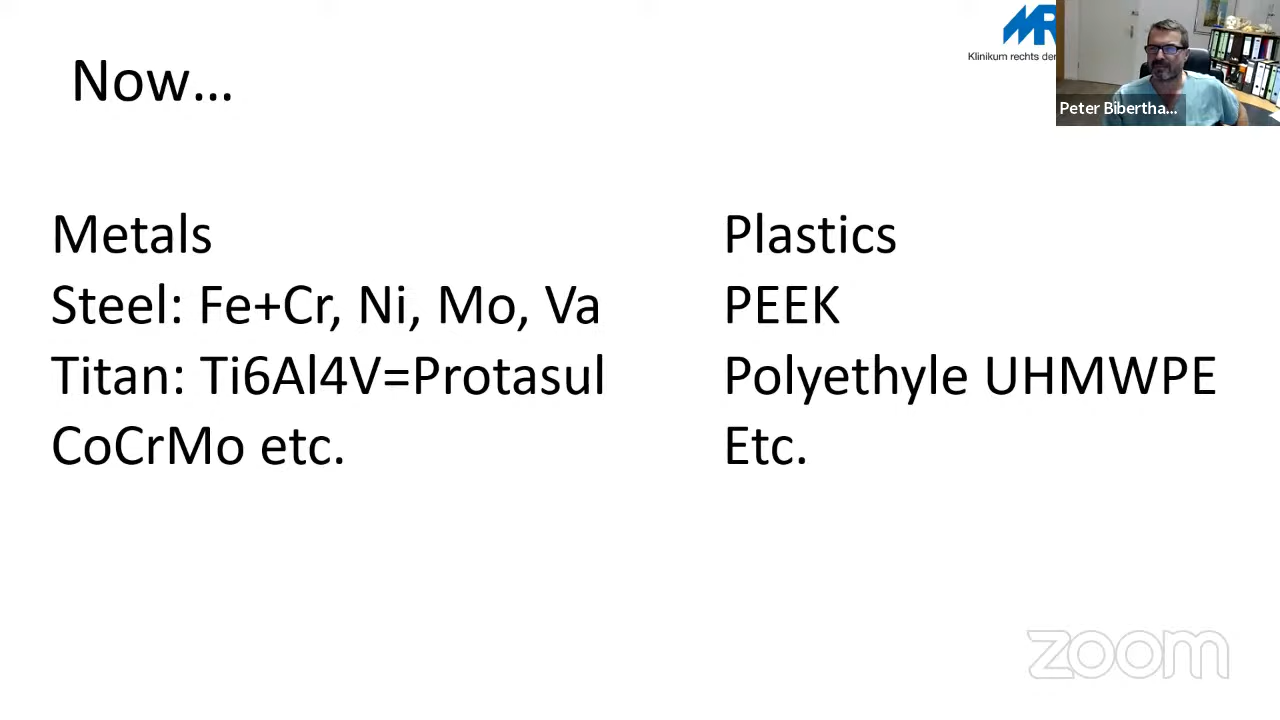 Now...
MR
Klinikum rechts der
Peter Bibertha...
Metals
Steel: Fe+Cr, Ni, Mo, Va
Titan: Ti6Al4V=Protasul
CoCrMo etc.
Plastics
PEEK
Polyethyle UHMWPE
Etc.
zoom